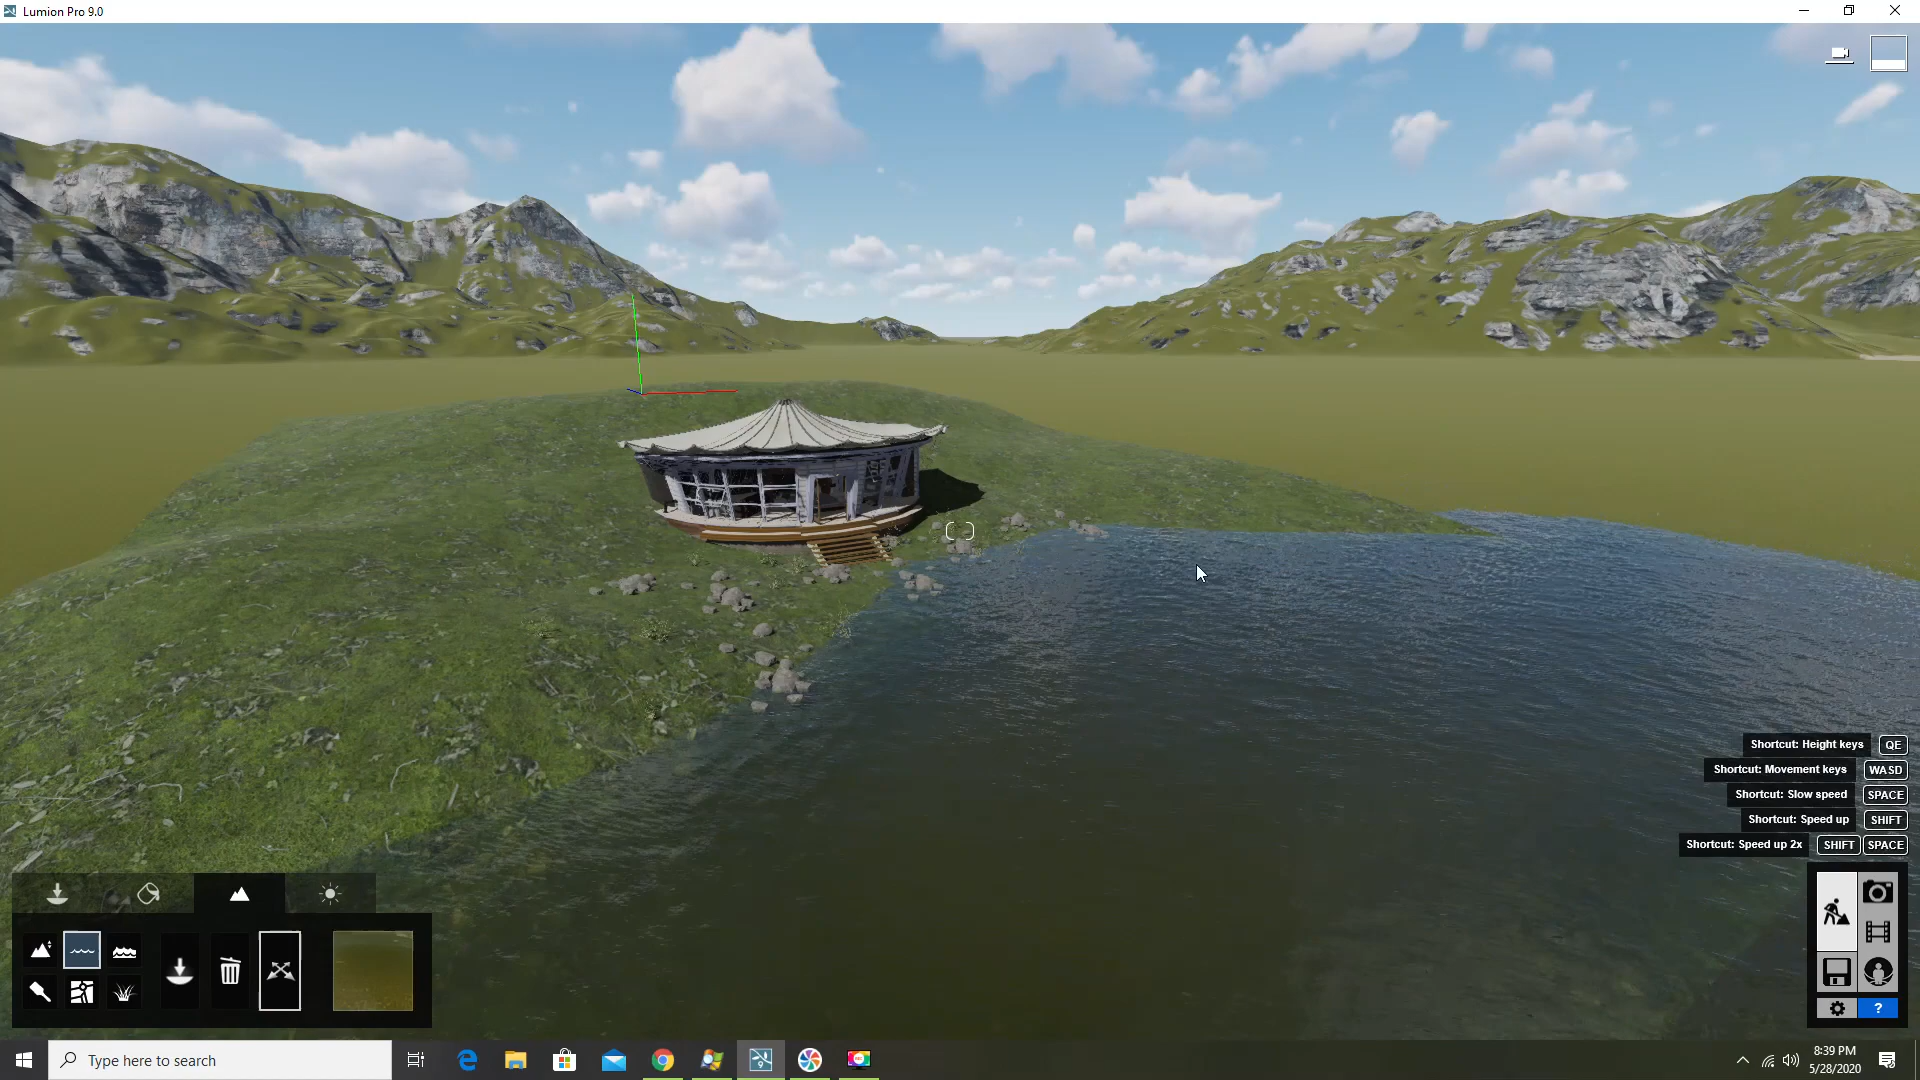 Lumion Pro 9.0
Shortcut: Height keys QE
Shortcut: Movement keys WASD
Shortcut: Slow speed SPACE
Shortcut: Speed up SHIFT
Shortcut: Speed up 2x SHIFT SPACE
?
Type here to search
8:39 PM
5/28/2020